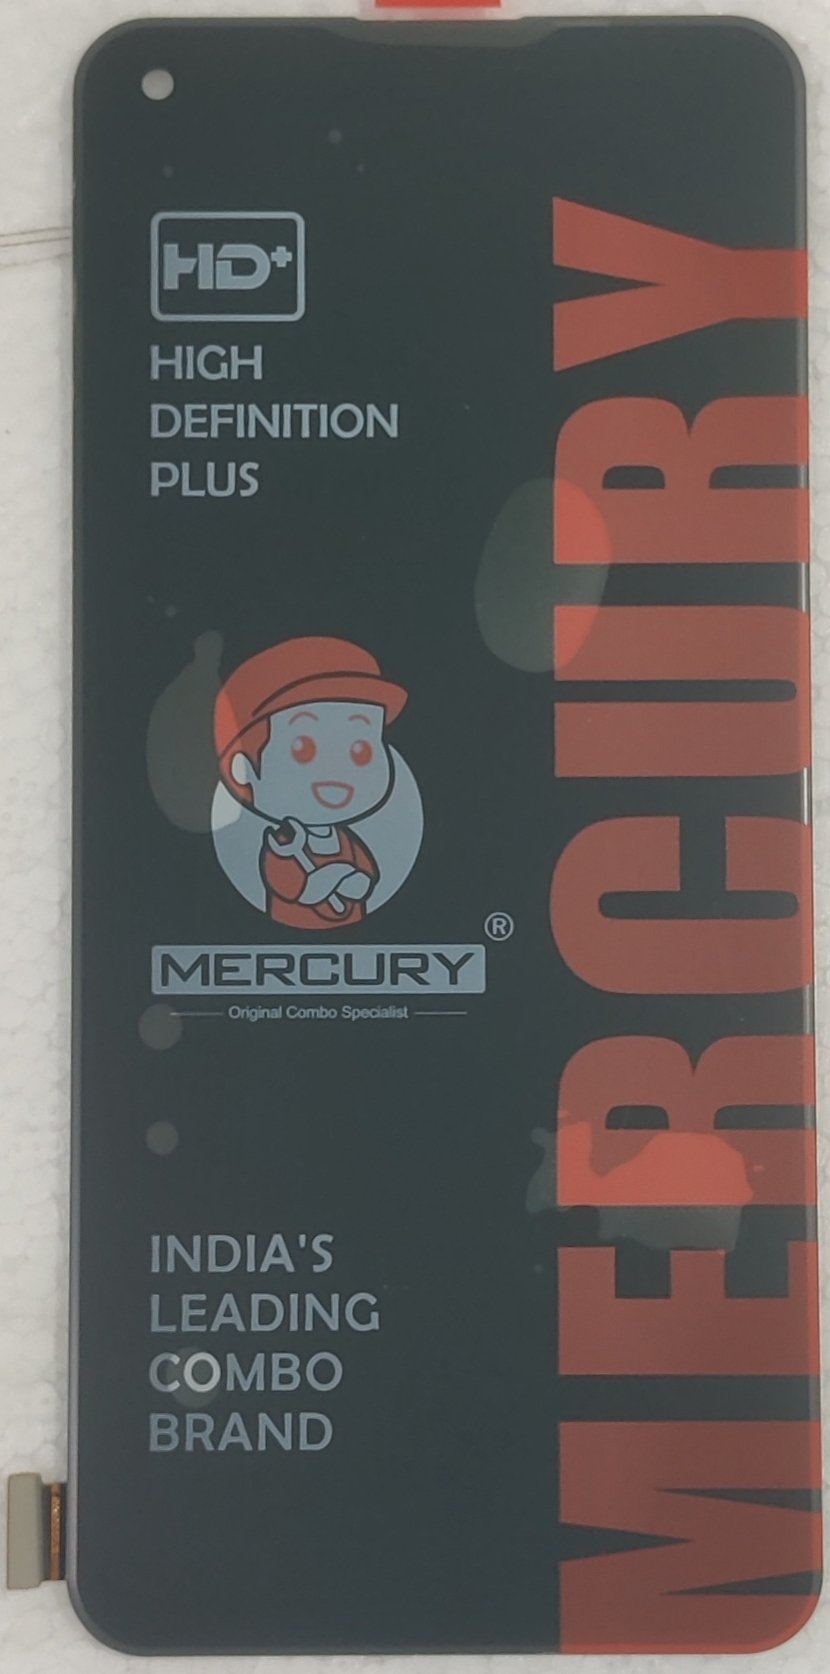 HD+
HIGH
DEFINITION
PLUS
MERCURY
®
MERCURY
Original Combo Specialist
INDIA'S
LEADING
COMBO
BRAND